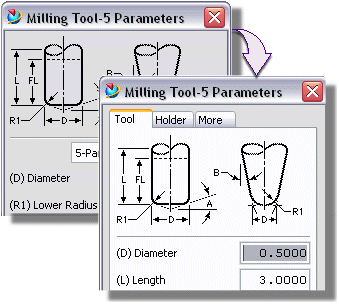 Milling Tool-5 Parameters
L
FL
B
R1
D
5-Par
(D) Diameter
(R1) Lower Radius
Milling Tool-5 Parameters
Tool
Holder
More
L
FL
B
A
R1
D
D
R1
(D) Diameter
0.5000
(L) Length
3.0000